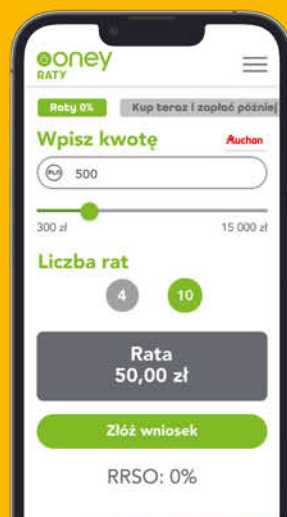 oney
RATY
Raty 0%
Kup teraz i zapłać później
Wpisz kwotę
Auchan
PLN 500
300 zł 15 000 zł
Liczba rat
4 10
Rata
50,00 zł
Złóż wniosek
RRSO: 0%